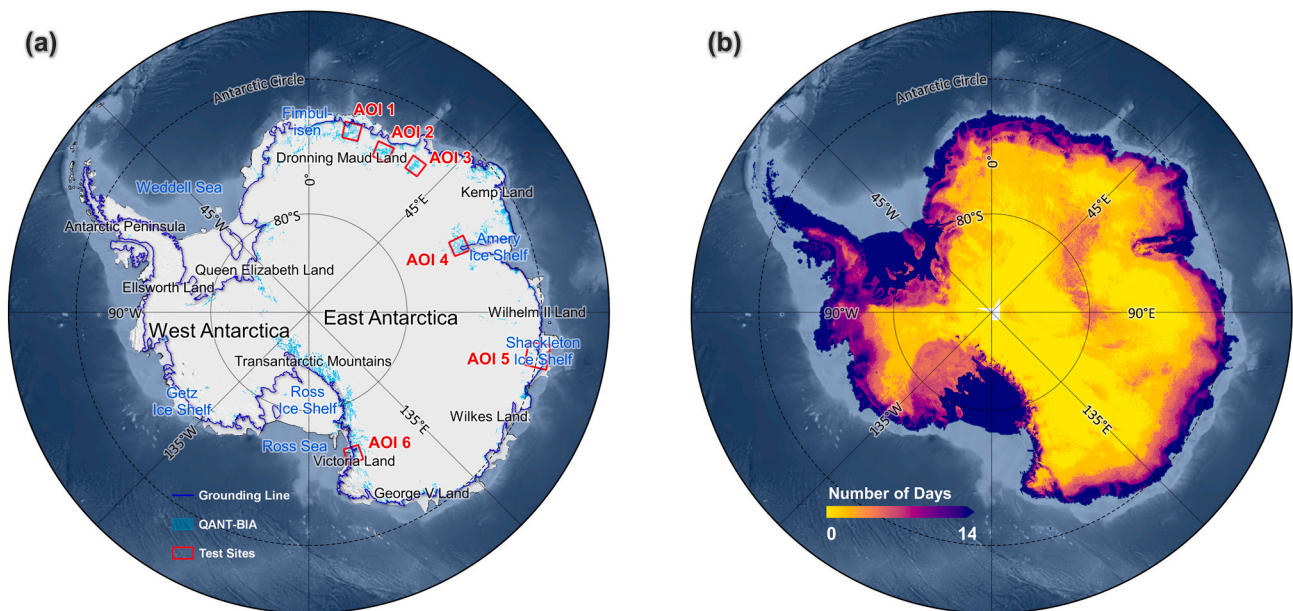 (a)
Antarctic Circle
Fimbul-
isen
AOI 1
AOI 2
AOI 3
Dronning Maud Land
0°
Kemp Land
Weddell Sea
45°W
45°E
80°S
Antarctic Peninsula
AOI 4
Amery
Ice Shelf
Queen Elizabeth Land
Ellsworth Land
90°W
West Antarctica
East Antarctica
Wilhelm II Land
Transantarctic Mountains
AOI 5
Shackleton
Ice Shelf
Getz
Ice Shelf
Ross
Ice Shelf
135°E
Wilkes Land
135°W
Ross Sea
AOI 6
Victoria Land
George V Land
Grounding Line
QANT-BIA
Test Sites
(b)
Antarctic Circle
0°
45°W
45°E
80°S
90°W
90°E
135°W
135°E
Number of Days
0
14